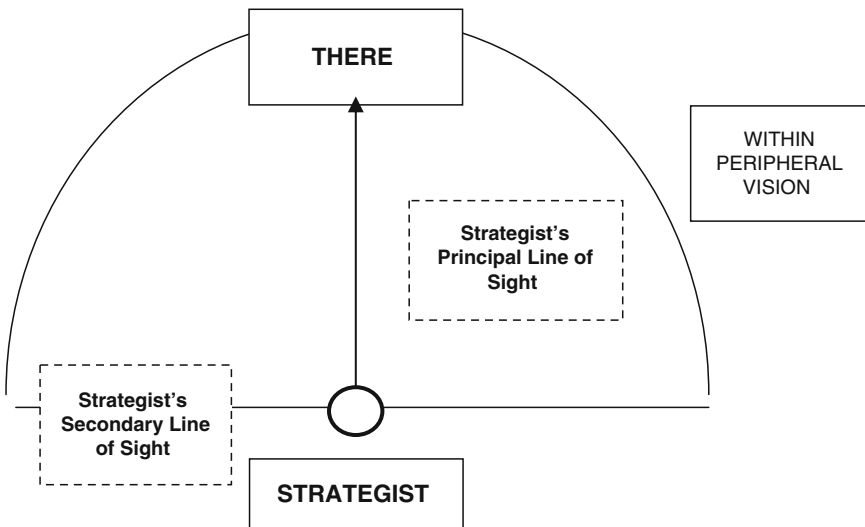 THERE
WITHIN
PERIPHERAL
VISION
Strategist's
Principal Line of
Sight
Strategist's
Secondary Line
of Sight
STRATEGIST